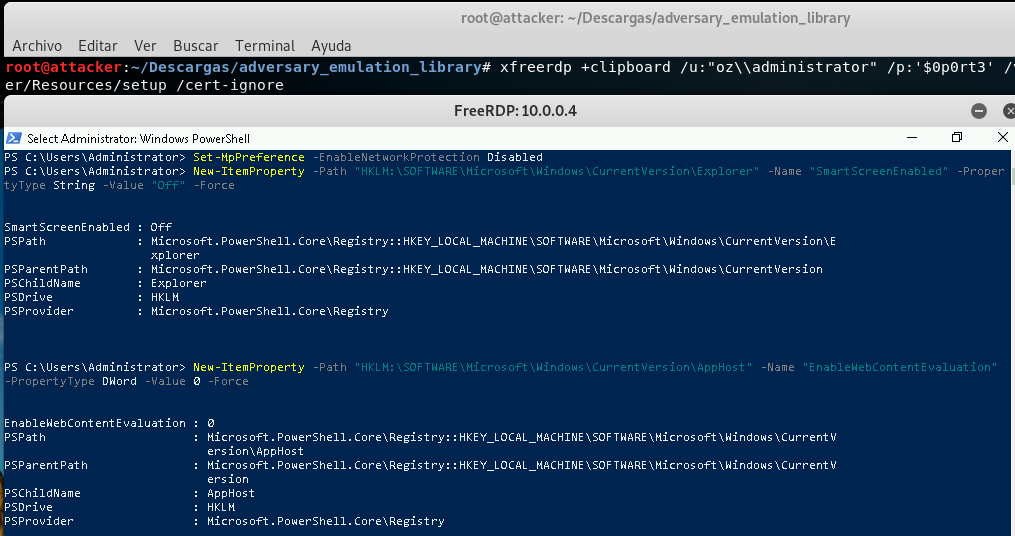 root@attacker: ~/Descargas/adversary_emulation_library
Archivo Editar Ver Buscar Terminal Ayuda
root@attacker:~/Descargas/adversary_emulation_library# xfreerdp +clipboard /u:"oz\\administrator" /p:'$0p0rt3' /
er/Resources/setup /cert-ignore
FreeRDP: 10.0.0.4
Select Administrator: Windows PowerShell
PS C:\Users\Administrator> Set-MpPreference -EnableNetworkProtection Disabled
PS C:\Users\Administrator> New-ItemProperty -Path "HKLM:\SOFTWARE\Microsoft\Windows\CurrentVersion\Explorer" -Name "SmartScreenEnabled" -Proper
tyType String -Value "Off" -Force
SmartScreenEnabled : Off
PSPath : Microsoft.PowerShell.Core\Registry::HKEY_LOCAL_MACHINE\SOFTWARE\Microsoft\Windows\CurrentVersion\E
xplorer
PSParentPath : Microsoft.PowerShell.Core\Registry::HKEY_LOCAL_MACHINE\SOFTWARE\Microsoft\Windows\CurrentVersion
PSChildName : Explorer
PSDrive : HKLM
PSProvider : Microsoft.PowerShell.Core\Registry
PS C:\Users\Administrator> New-ItemProperty -Path "HKLM:\SOFTWARE\Microsoft\Windows\CurrentVersion\AppHost" -Name "EnableWebContentEvaluation"
-PropertyType DWord -Value 0 -Force
EnableWebContentEvaluation : 0
PSPath : Microsoft.PowerShell.Core\Registry::HKEY_LOCAL_MACHINE\SOFTWARE\Microsoft\Windows\CurrentV
ersion\AppHost
PSParentPath : Microsoft.PowerShell.Core\Registry::HKEY_LOCAL_MACHINE\SOFTWARE\Microsoft\Windows\CurrentV
ersion
PSChildName : AppHost
PSDrive : HKLM
PSProvider : Microsoft.PowerShell.Core\Registry